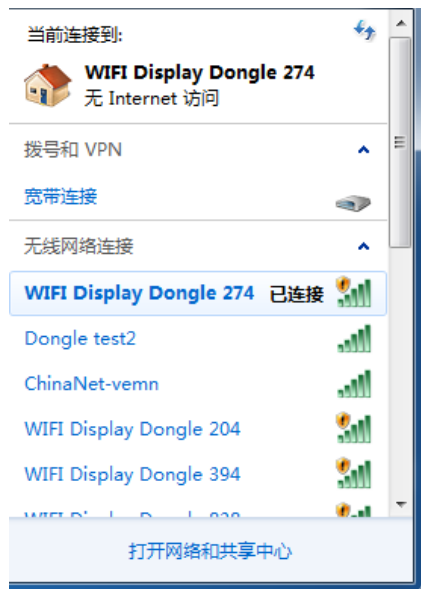 当前连接到:
WIFI Display Dongle 274
无 Internet 访问
拨号和 VPN
宽带连接
无线网络连接
WIFI Display Dongle 274 已连接
Dongle test2
ChinaNet-vemn
WIFI Display Dongle 204
WIFI Display Dongle 394
打开网络和共享中心